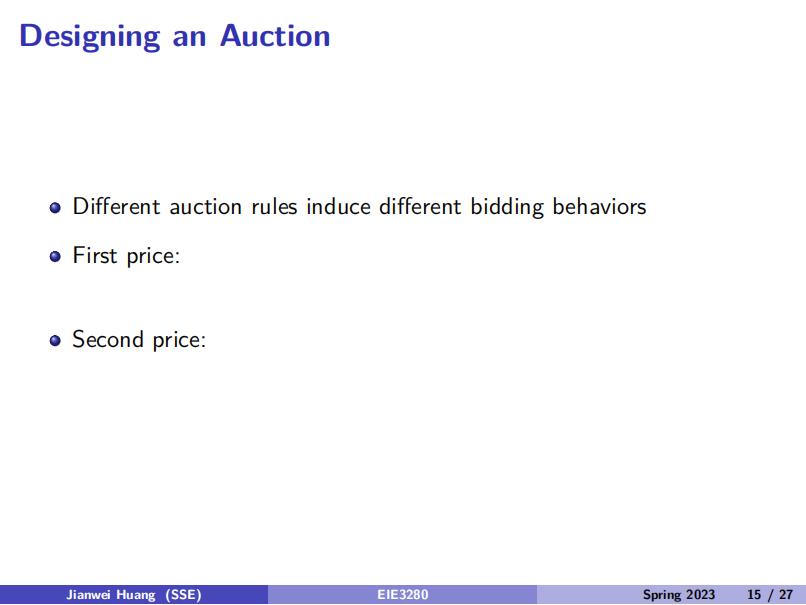 Designing an Auction
Different auction rules induce different bidding behaviors
First price:
Second price:
Jianwei Huang (SSE) EIE3280 Spring 2023 15 / 27